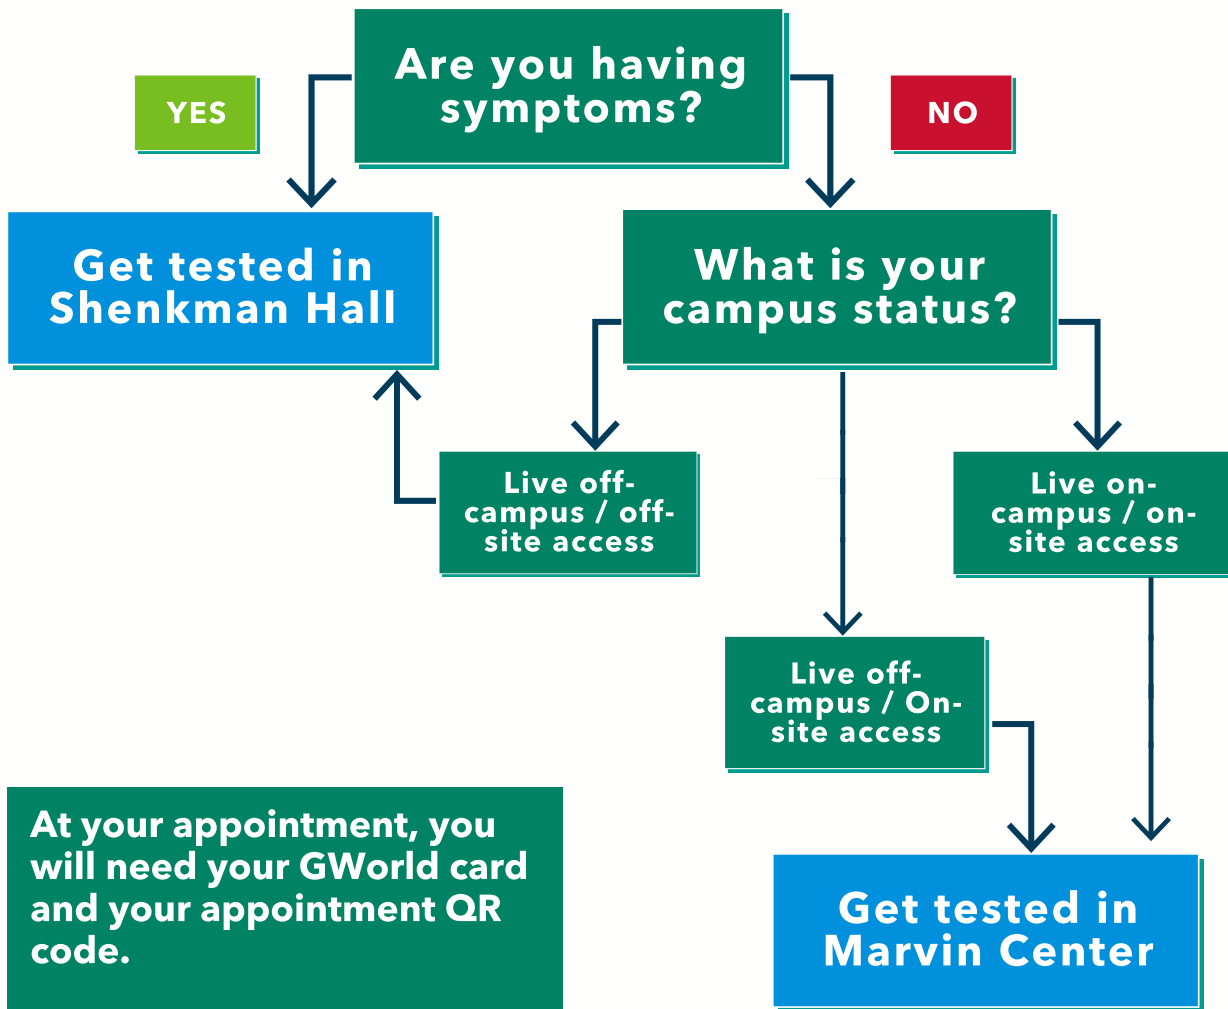 Are you having
symptoms?
YES
NO
Get tested in
Shenkman Hall
What is your
campus status?
Live off-
campus / off-
site access
Live on-
campus / on-
site access
Live off-
campus / On-
site access
At your appointment, you
will need your GWorld card
and your appointment QR
code.
Get tested in
Marvin Center